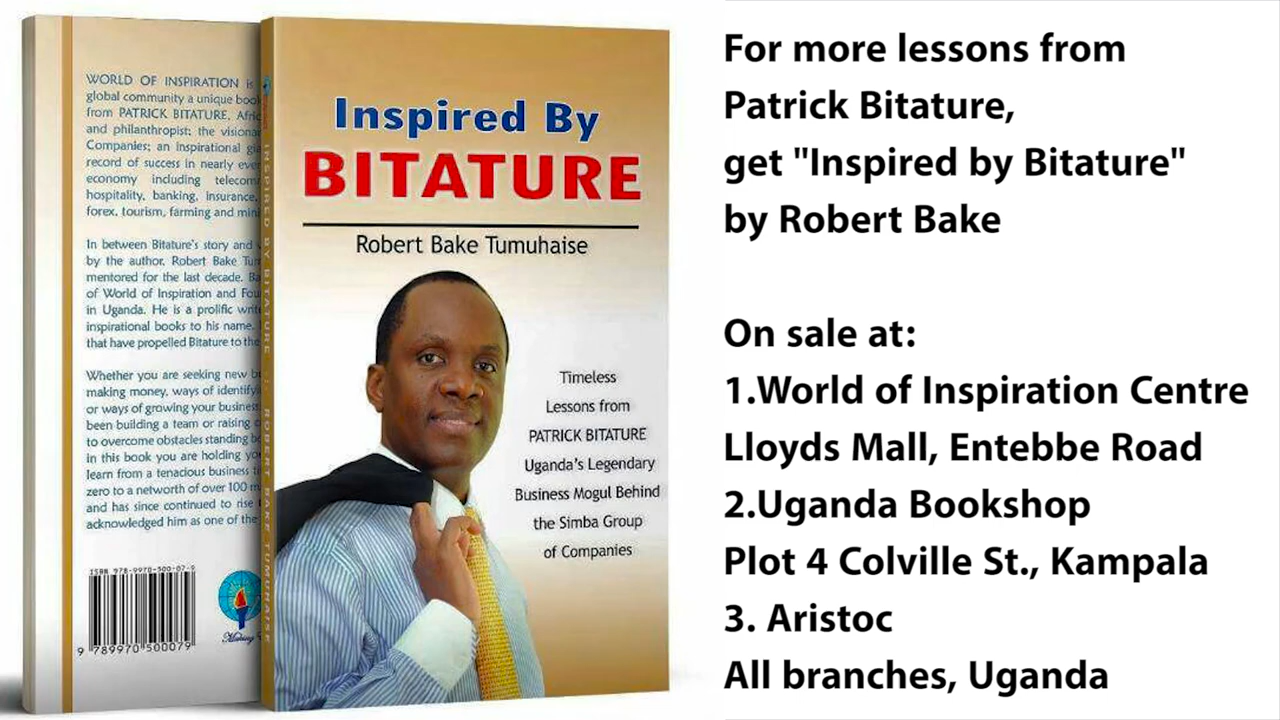 WORLD OF INSPIRATION is
global community a unique book
from PATRICK BITATURE,
and philanthropist; the
Companies; an inspirational
record of success in nearly
economy including
hospitality, banking, insurance,
forex, tourism, farming and
In between Bitature's story and
by the author, Robert Bake
mentored for the last decade.
of World of Inspiration and
in Uganda. He is a prolific
inspirational books to his name.
that have propelled Bitature to the
Whether you are seeking new
making money, ways of
or ways of growing your business
been building a team or raising
to overcome obstacles standing
in this book you are holding
learn from a tenacious business
zero to a networth of over 100
and has since continued to rise
acknowledged him as one of the
ISBN 978-9970-500-07-9
9 789970 500079
INSPIRED BY BITATURE : ROBERT BAKE TUMUHAISE
Inspired By
BITATURE
Robert Bake Tumuhaise
Timeless
Lessons from
PATRICK BITATURE
Uganda's Legendary
Business Mogul Behind
the Simba Group
of Companies
For more lessons from
Patrick Bitature,
get "Inspired by Bitature"
by Robert Bake
On sale at:
1.World of Inspiration Centre
Lloyds Mall, Entebbe Road
2.Uganda Bookshop
Plot 4 Colville St., Kampala
3. Aristoc
All branches, Uganda